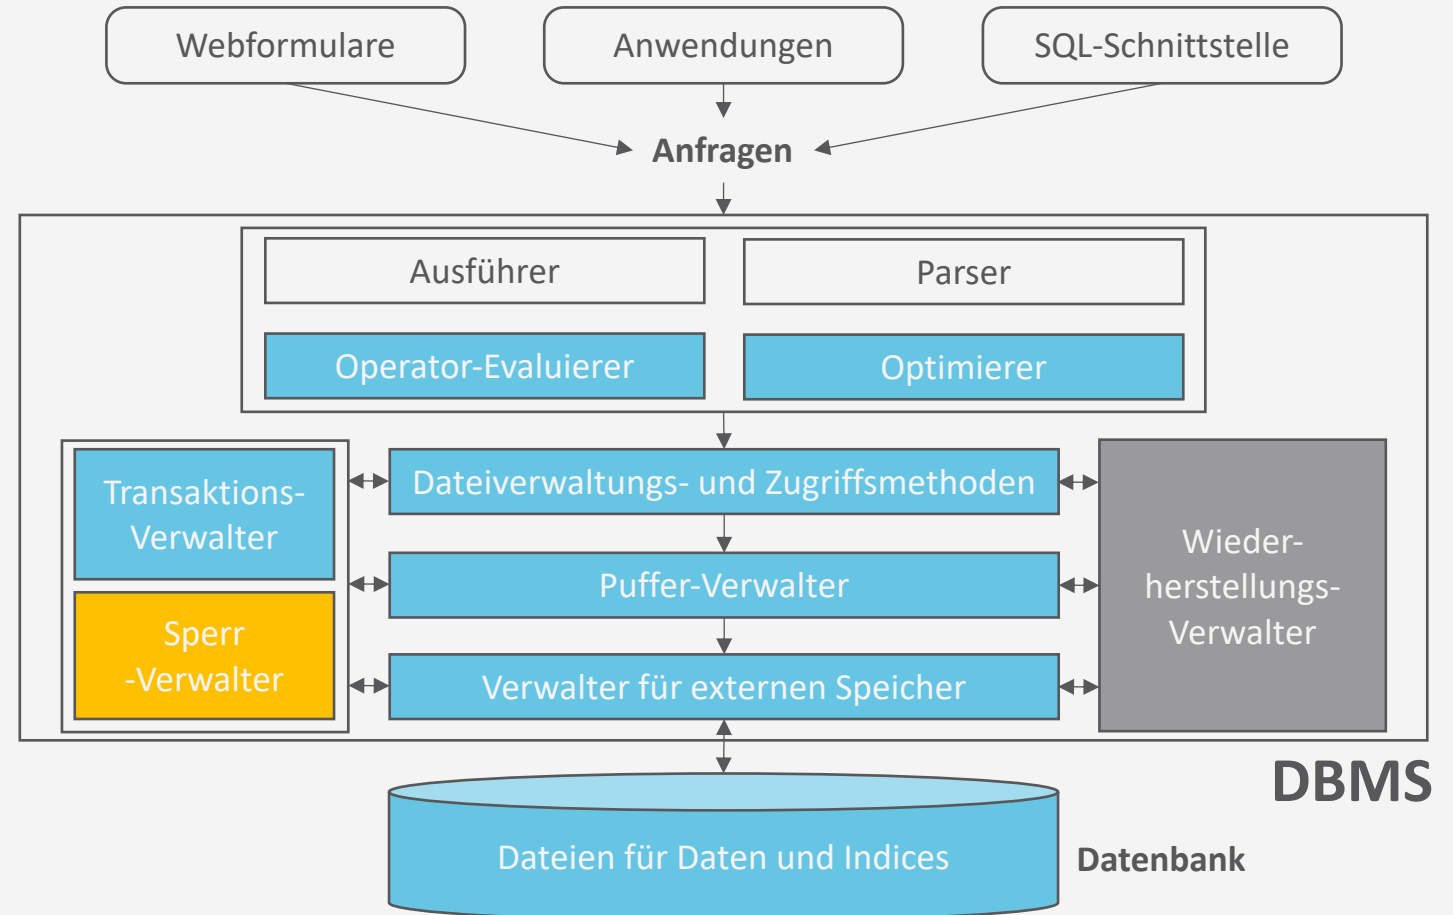 Webformulare
Anwendungen
SQL-Schnittstelle
Anfragen
Ausführer
Parser
Operator-Evaluierer
Optimierer
Transaktions-
Verwalter
Sperr
-Verwalter
Dateiverwaltungs- und Zugriffsmethoden
Puffer-Verwalter
Verwalter für externen Speicher
Wieder-
herstellungs-
Verwalter
DBMS
Dateien für Daten und Indices
Datenbank